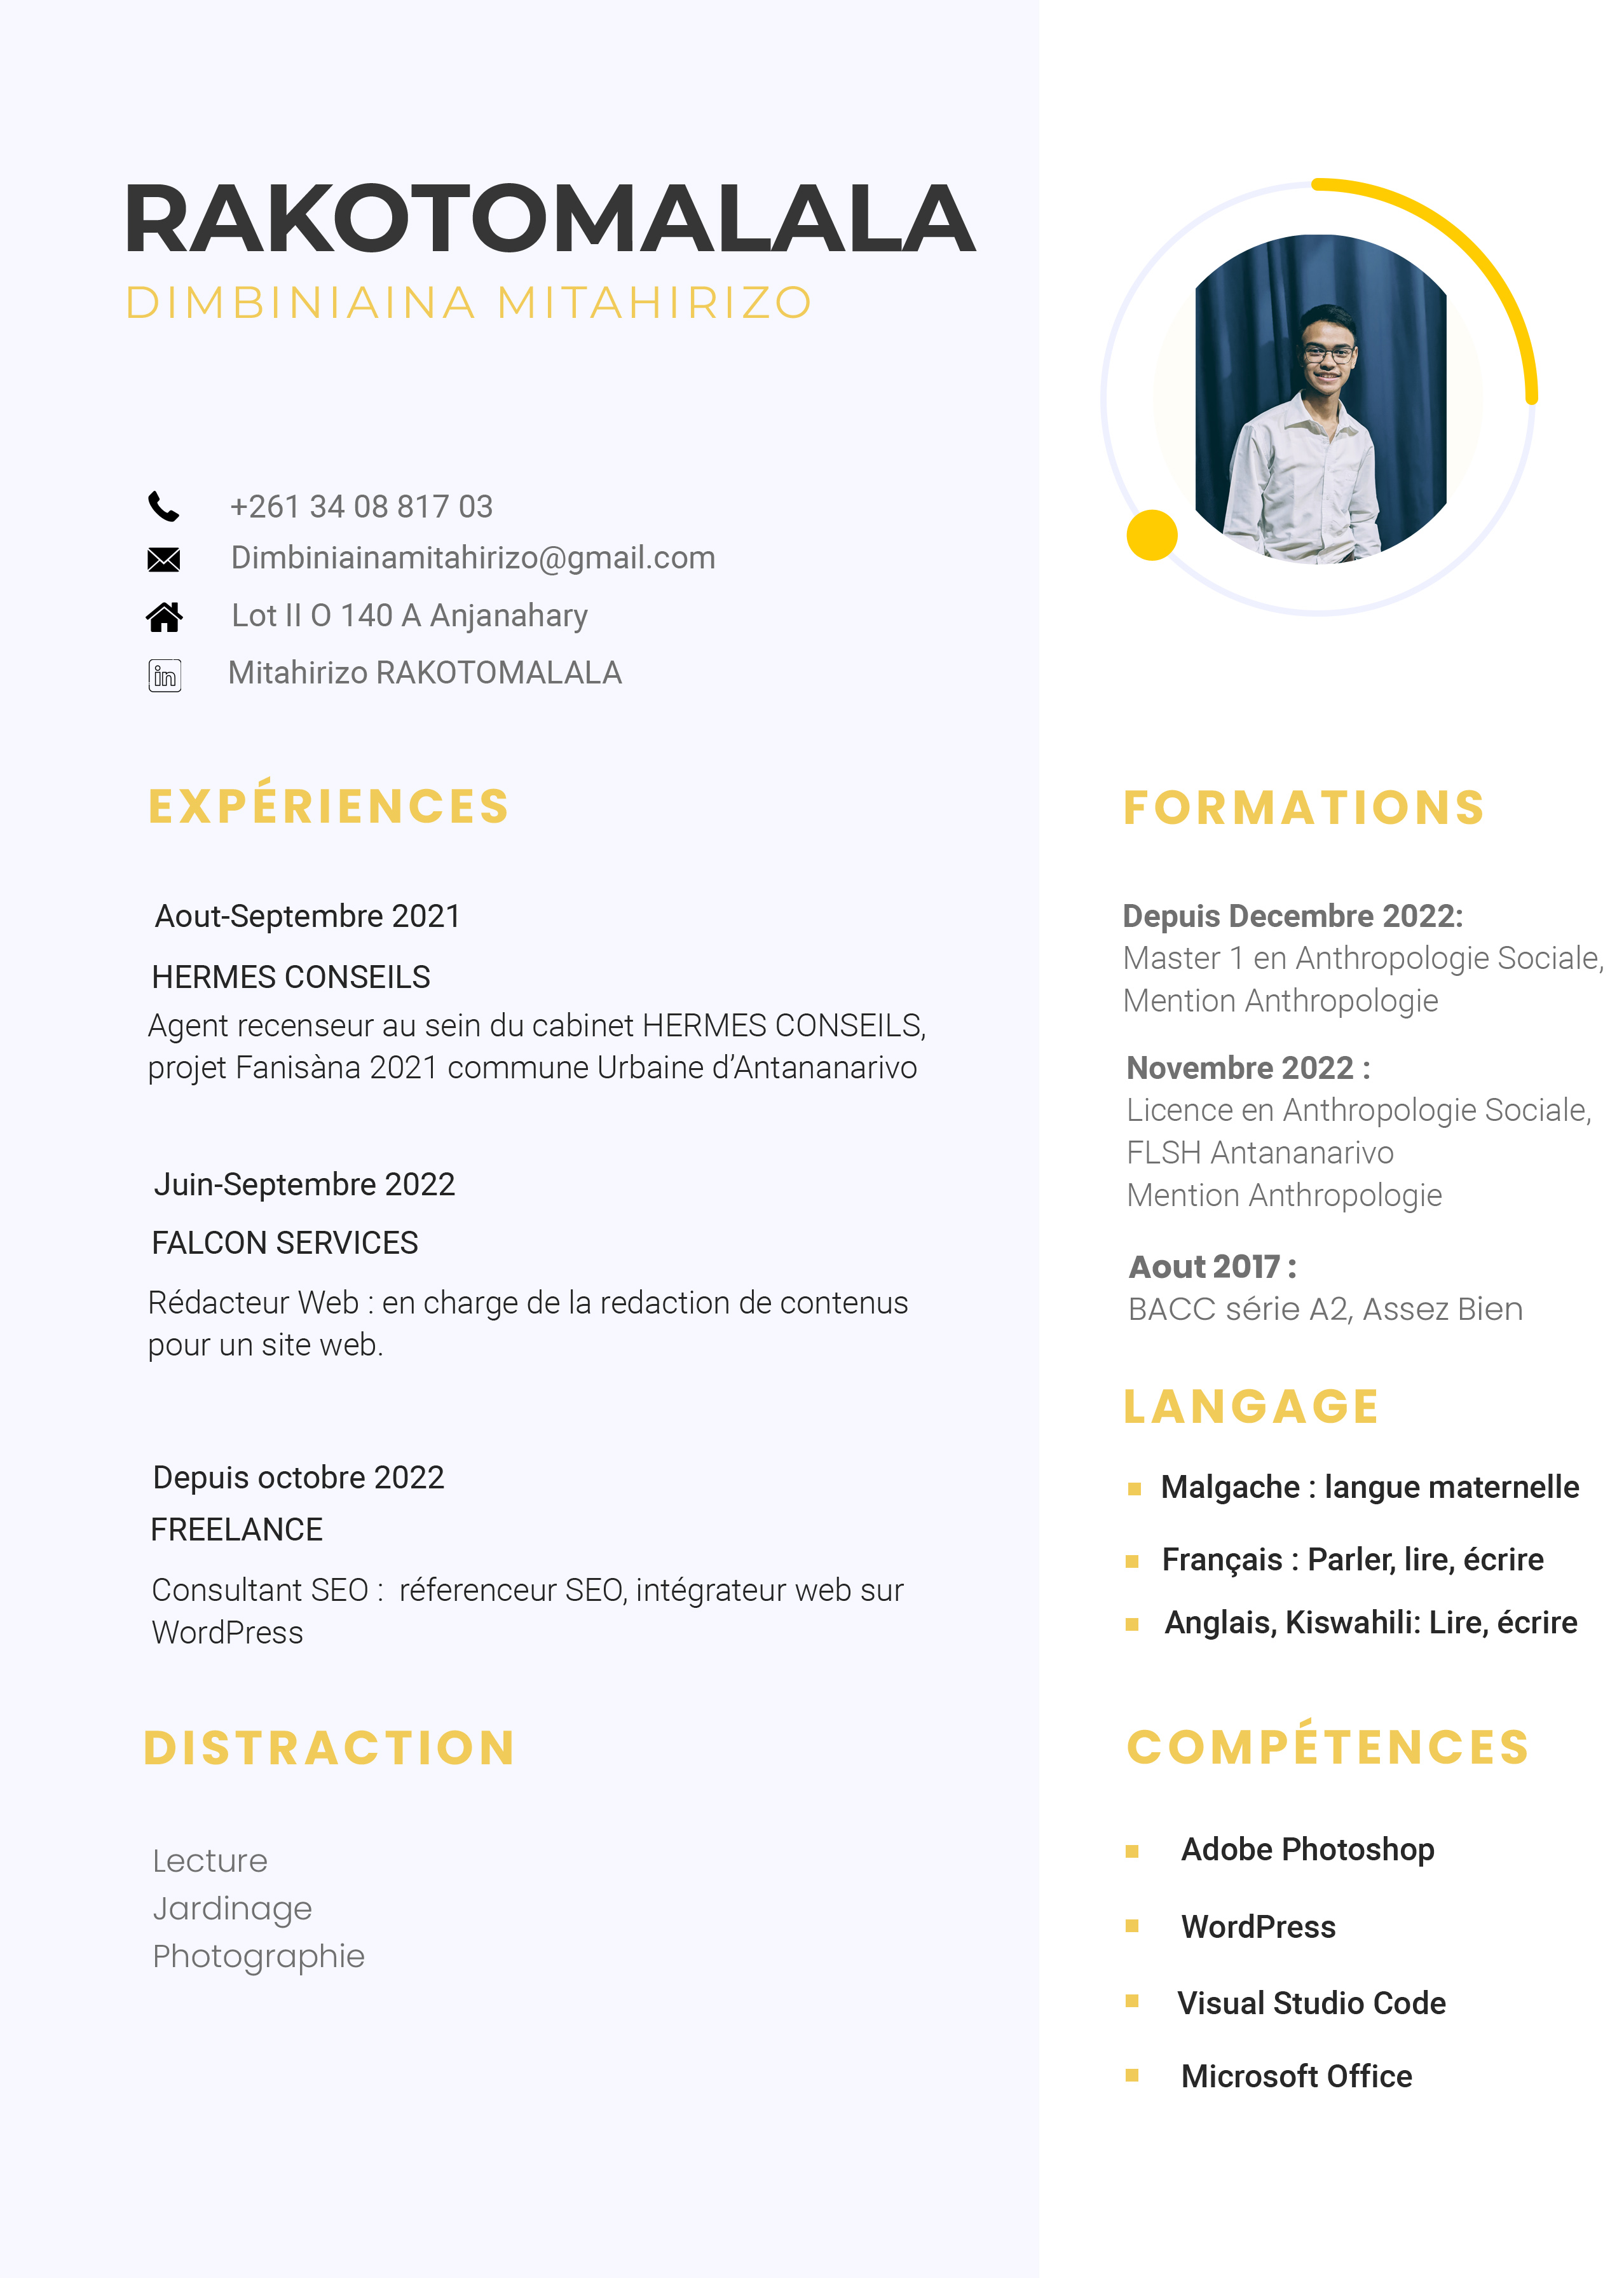 RAKOTOMALALA
DIMBINIAINA MITAHIRIZO
+261 34 08 817 03
Dimbiniainamitahirizo@gmail.com
Lot II O 140 A Anjanahary
in
Mitahirizo RAKOTOMALALA
EXPÉRIENCES
Aout-Septembre 2021
HERMES CONSEILS
Agent recenseur au sein du cabinet HERMES CONSEILS,
projet Fanisàna 2021 commune Urbaine d’Antananarivo
Juin-Septembre 2022
FALCON SERVICES
Rédacteur Web : en charge de la redaction de contenus
pour un site web.
Depuis octobre 2022
FREELANCE
Consultant SEO :  réferenceur SEO, intégrateur web sur
WordPress
DISTRACTION
Lecture
Jardinage
Photographie
FORMATIONS
Depuis Decembre 2022:
Master 1 en Anthropologie Sociale,
Mention Anthropologie
Novembre 2022 :
Licence en Anthropologie Sociale,
FLSH Antananarivo
Mention Anthropologie
Aout 2017 :
BACC série A2, Assez Bien
LANGAGE
Malgache : langue maternelle
Français : Parler, lire, écrire
Anglais, Kiswahili: Lire, écrire
COMPÉTENCES
Adobe Photoshop
WordPress
Visual Studio Code
Microsoft Office